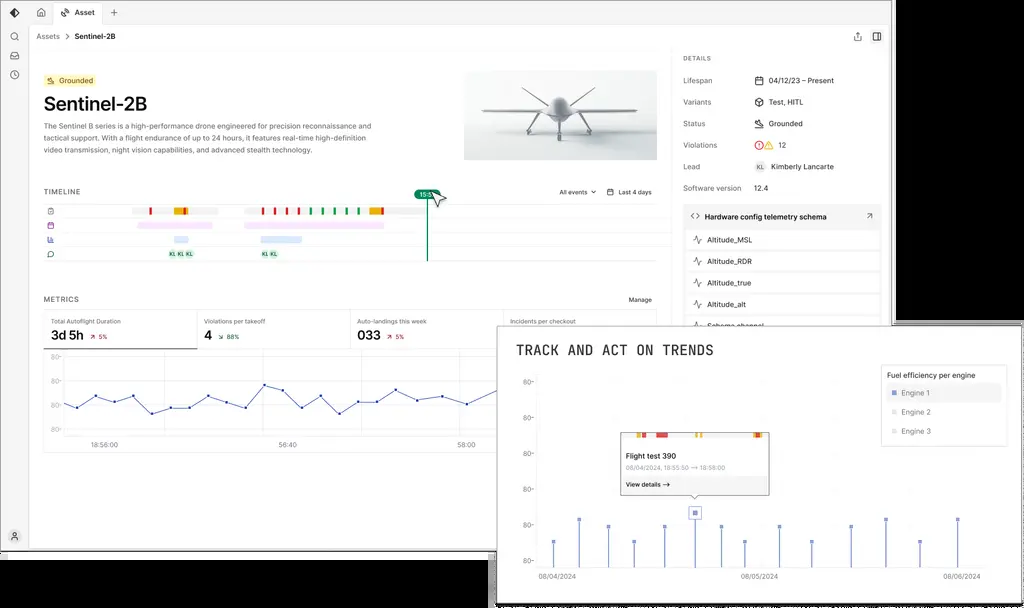 Asset
Assets > Sentinel-2B
Grounded
Sentinel-2B
The Sentinel B series is a high-performance drone engineered for precision reconnaissance and
tactical support. With a flight endurance of up to 24 hours, it features real-time high-definition
video transmission, night vision capabilities, and advanced stealth technology.
TIMELINE
All events
Last 4 days
KL KL KL
KL KL
METRICS
Manage
Total Autoflight Duration
3d 5h ↗ 5%
Violations per takeoff
4 ↘ 88%
Auto-landings this week
033 ↗ 5%
Incidents per checkout
80
80
80
80
18:56:00
56:40
58:00
DETAILS
Lifespan 04/12/23 – Present
Variants Test, HITL
Status Grounded
Violations 12
Lead KL Kimberly Lancarte
Software version 12.4
Hardware config telemetry schema
Altitude_MSL
Altitude_RDR
Altitude_true
Altitude_alt
Schema channel
TRACK AND ACT ON TRENDS
80
80
80
80
80
80
Fuel efficiency per engine
Engine 1
Engine 2
Engine 3
Flight test 390
08/04/2024, 18:55:50 → 18:56:00
View details →
08/04/2024
08/05/2024
08/06/2024